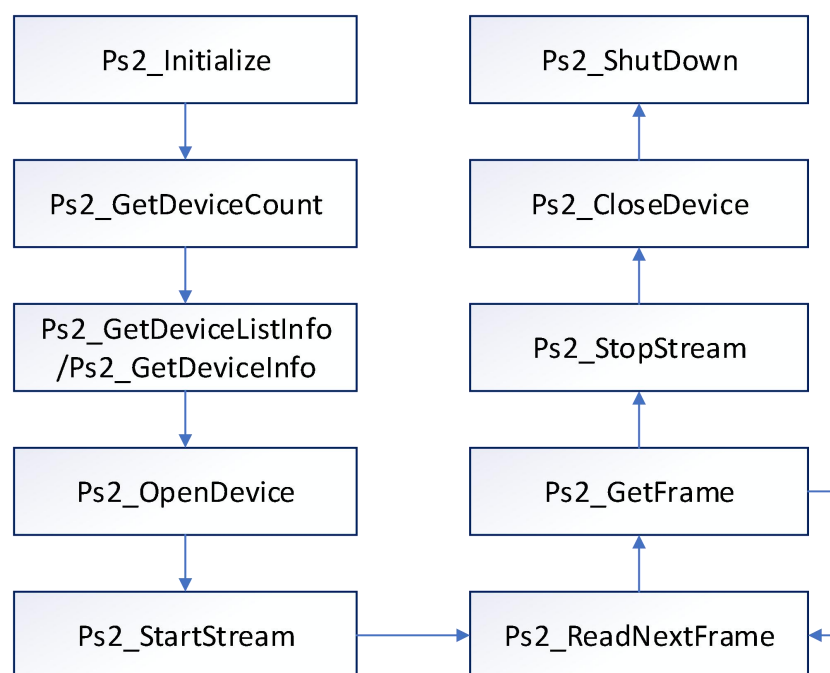 Ps2_Initialize
Ps2_GetDeviceCount
Ps2_GetDeviceListInfo
/Ps2_GetDeviceInfo
Ps2_OpenDevice
Ps2_StartStream
Ps2_ShutDown
Ps2_CloseDevice
Ps2_StopStream
Ps2_GetFrame
Ps2_ReadNextFrame